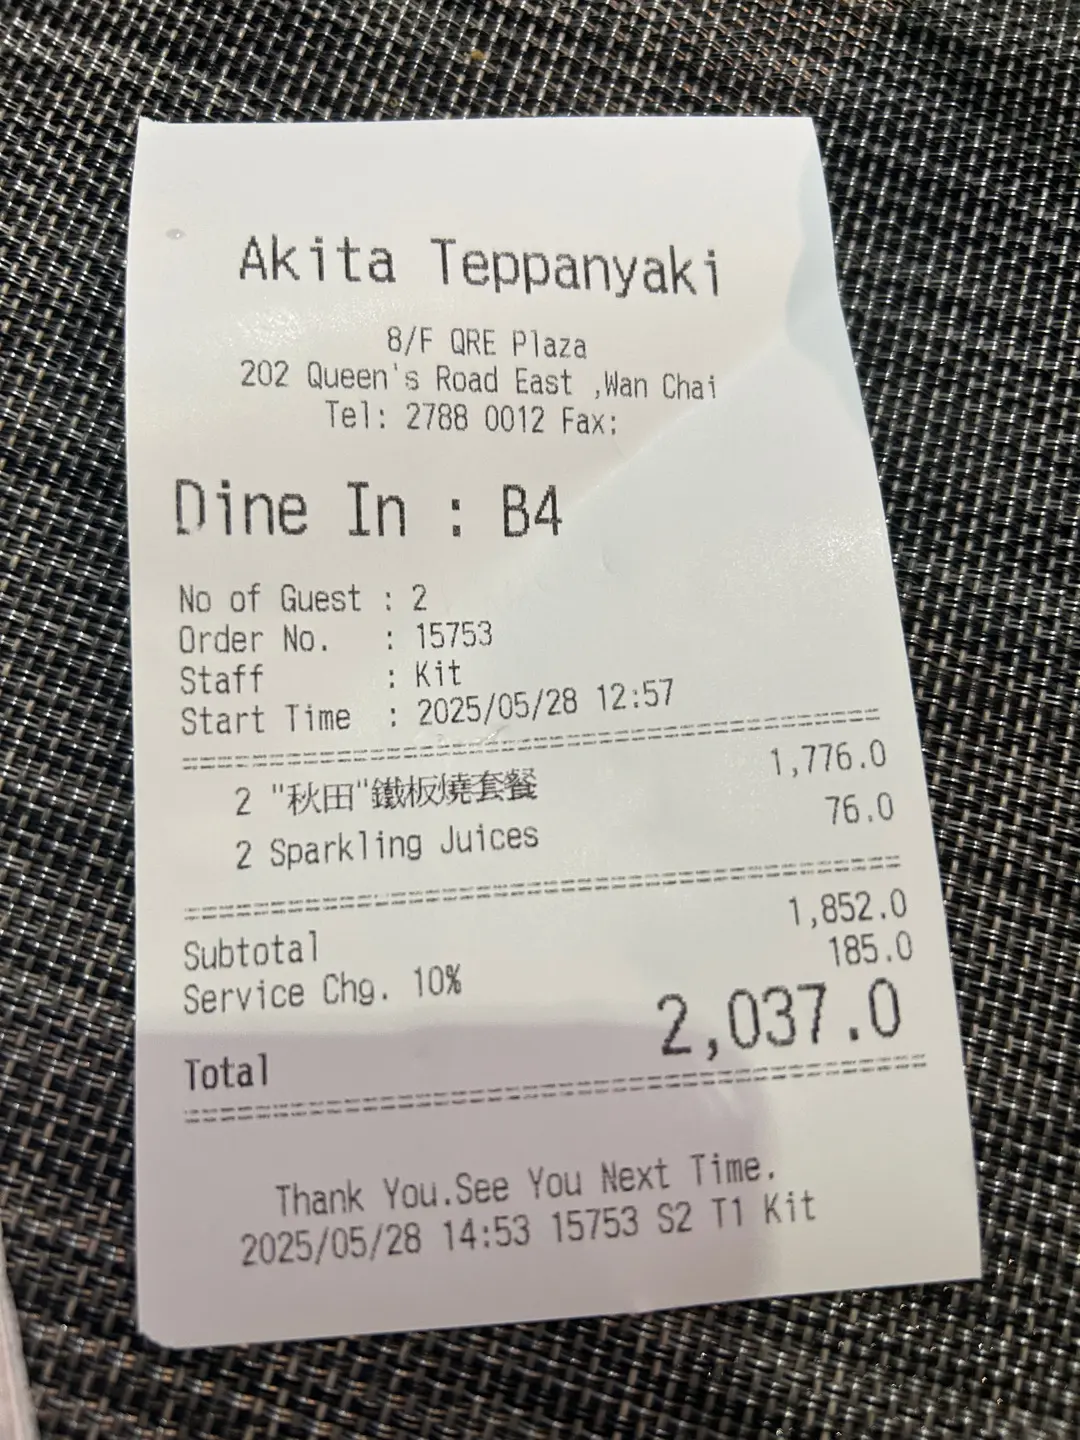 Akita Teppanyaki
8/F QRE Plaza
202 Queen's Road East ,Wan Chai
Tel: 2788 0012 Fax:
Dine In : B4
No of Guest : 2
Order No. : 15753
Staff : Kit
Start Time : 2025/05/28 12:57
2 "秋田"鐵板燒套餐 1,776.0
2 Sparkling Juices 76.0
Subtotal 1,852.0
Service Chg. 10% 185.0
Total 2,037.0
Thank You.See You Next Time.
2025/05/28 14:53 15753 S2 T1 Kit